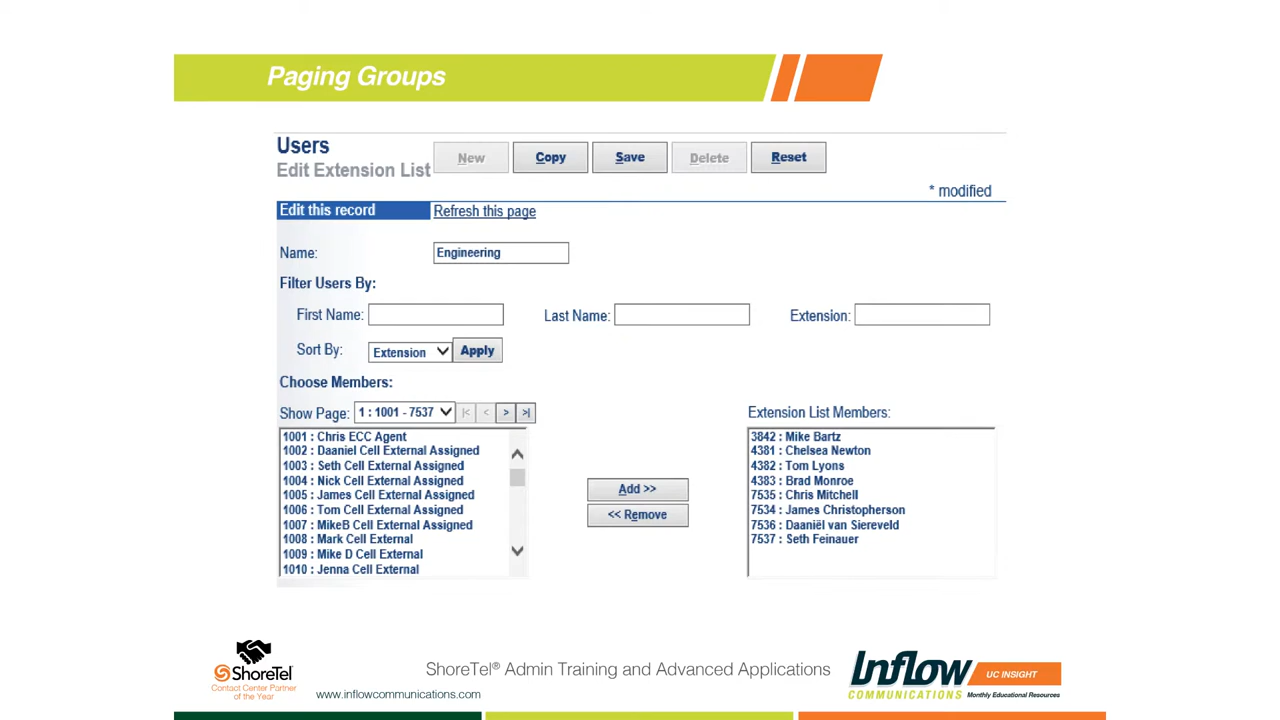 Paging Groups
Users
Edit Extension List
New Copy Save Delete Reset
* modified
Edit this record Refresh this page
Name: Engineering
Filter Users By:
First Name: Last Name: Extension:
Sort By: Extension Apply
Choose Members:
Show Page: 1 : 1001 - 7537 |< < > >|
1001 : Chris ECC Agent
1002 : Daaniel Cell External Assigned
1003 : Seth Cell External Assigned
1004 : Nick Cell External Assigned
1005 : James Cell External Assigned
1006 : Tom Cell External Assigned
1007 : MikeB Cell External Assigned
1008 : Mark Cell External
1009 : Mike D Cell External
1010 : Jenna Cell External
Add >>
<< Remove
Extension List Members:
3842 : Mike Bartz
4381 : Chelsea Newton
4382 : Tom Lyons
4383 : Brad Monroe
7535 : Chris Mitchell
7534 : James Christopherson
7536 : Daaniël van Siereveld
7537 : Seth Feinauer
ShoreTel
Contact Center Partner
of the Year
www.inflowcommunications.com
ShoreTel® Admin Training and Advanced Applications
Inflow
COMMUNICATIONS
UC INSIGHT
Monthly Educational Resources